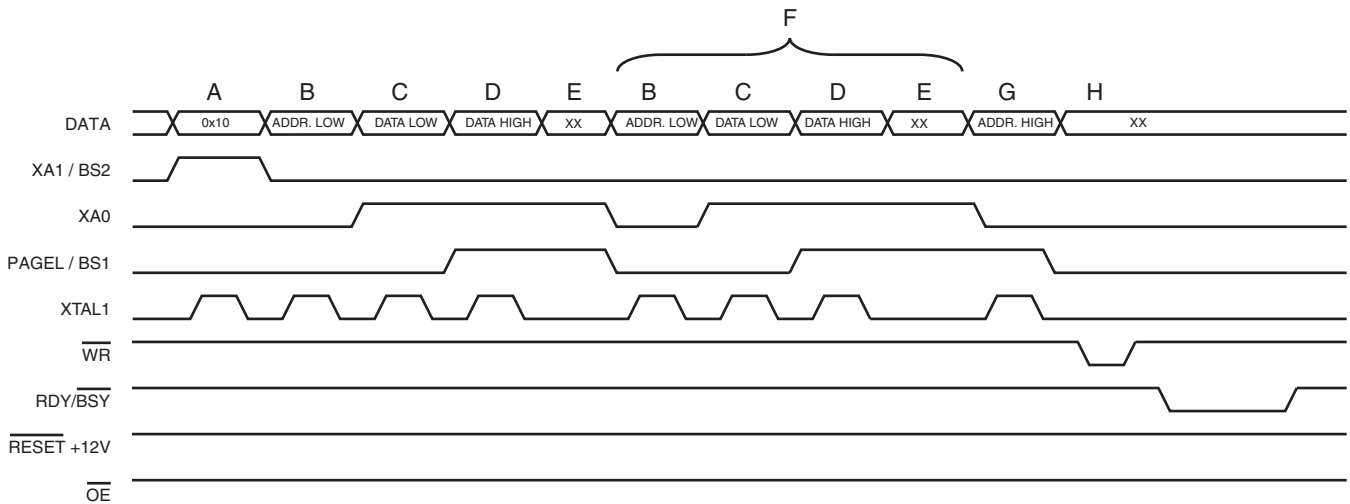 F
A B C D E B C D E G H
DATA 0x10 ADDR. LOW DATA LOW DATA HIGH XX ADDR. LOW DATA LOW DATA HIGH XX ADDR. HIGH XX
XA1 / BS2
XA0
PAGEL / BS1
XTAL1
WR
RDY/BSY
RESET +12V
OE